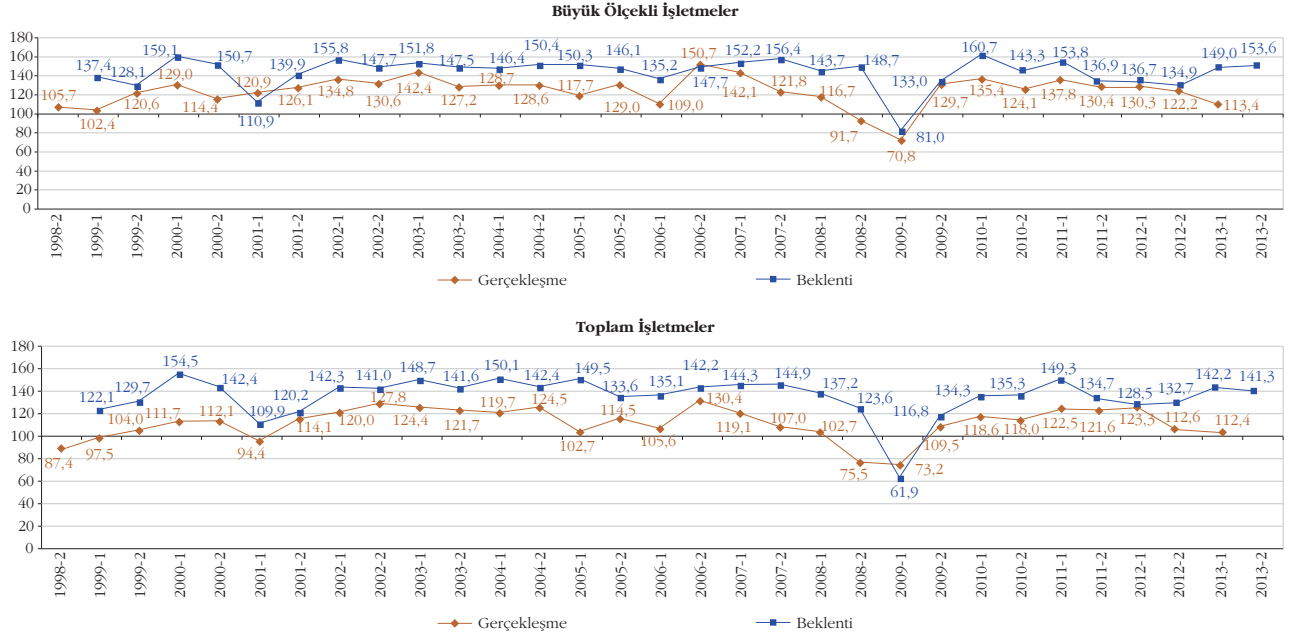 Büyük Ölçekli İşletmeler
180
160
140
120
100
80
60
40
20
0
105,7 102,4 120,6 129,0 114,4 120,9 126,1 134,8 130,6 142,4 127,2 128,7 128,6 117,7 129,0 109,0 150,7 142,1 121,8 116,7 91,7 70,8 129,7 135,4 124,1 137,8 130,4 130,3 122,2 113,4
137,4 128,1 159,1 150,7 110,9 139,9 155,8 147,7 151,8 147,5 146,4 150,4 150,3 146,1 135,2 147,7 152,2 156,4 143,7 148,7 81,0 133,0 160,7 143,3 153,8 136,9 136,7 134,9 149,0 153,6
1998-2 1999-1 1999-2 2000-1 2000-2 2001-1 2001-2 2002-1 2002-2 2003-1 2003-2 2004-1 2004-2 2005-1 2005-2 2006-1 2006-2 2007-1 2007-2 2008-1 2008-2 2009-1 2009-2 2010-1 2010-2 2011-1 2011-2 2012-1 2012-2 2013-1 2013-2
Gerçekleşme Beklenti
Toplam İşletmeler
180
160
140
120
100
80
60
40
20
0
87,4 97,5 104,0 111,7 112,1 94,4 114,1 120,0 127,8 124,4 121,7 119,7 124,5 102,7 114,5 105,6 130,4 119,1 107,0 102,7 75,5 73,2 109,5 118,6 118,0 122,5 121,6 123,3 112,6 112,4
122,1 129,7 154,5 142,4 109,9 120,2 142,3 141,0 148,7 141,6 150,1 142,4 149,5 133,6 135,1 142,2 144,3 144,9 137,2 123,6 61,9 116,8 134,3 135,3 149,3 134,7 128,5 132,7 142,2 141,3
1998-2 1999-1 1999-2 2000-1 2000-2 2001-1 2001-2 2002-1 2002-2 2003-1 2003-2 2004-1 2004-2 2005-1 2005-2 2006-1 2006-2 2007-1 2007-2 2008-1 2008-2 2009-1 2009-2 2010-1 2010-2 2011-1 2011-2 2012-1 2012-2 2013-1 2013-2
Gerçekleşme Beklenti